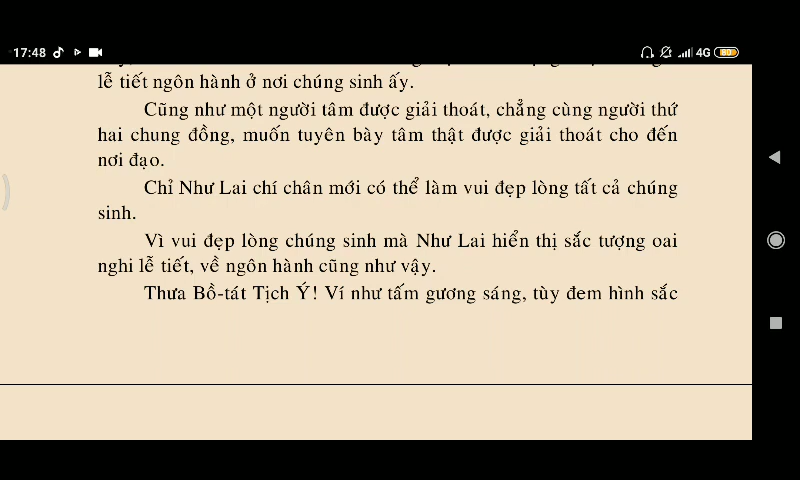 17:48
4G
80
lễ tiết ngôn hành ở nơi chúng sinh ấy.
Cũng như một người tâm được giải thoát, chẳng cùng người thứ
hai chung đồng, muốn tuyên bày tâm thật được giải thoát cho đến
nơi đạo.
Chỉ Như Lai chí chân mới có thể làm vui đẹp lòng tất cả chúng
sinh.
Vì vui đẹp lòng chúng sinh mà Như Lai hiển thị sắc tượng oai
nghi lễ tiết, về ngôn hành cũng như vậy.
Thưa Bồ-tát Tịch Ý! Ví như tấm gương sáng, tùy đem hình sắc